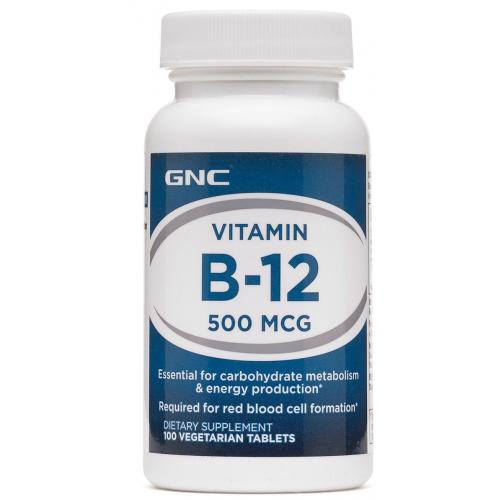 GNC
VITAMIN
B-12
500 MCG
Essential for carbohydrate metabolism
& energy production*
Required for red blood cell formation*
DIETARY SUPPLEMENT
100 VEGETARIAN TABLETS